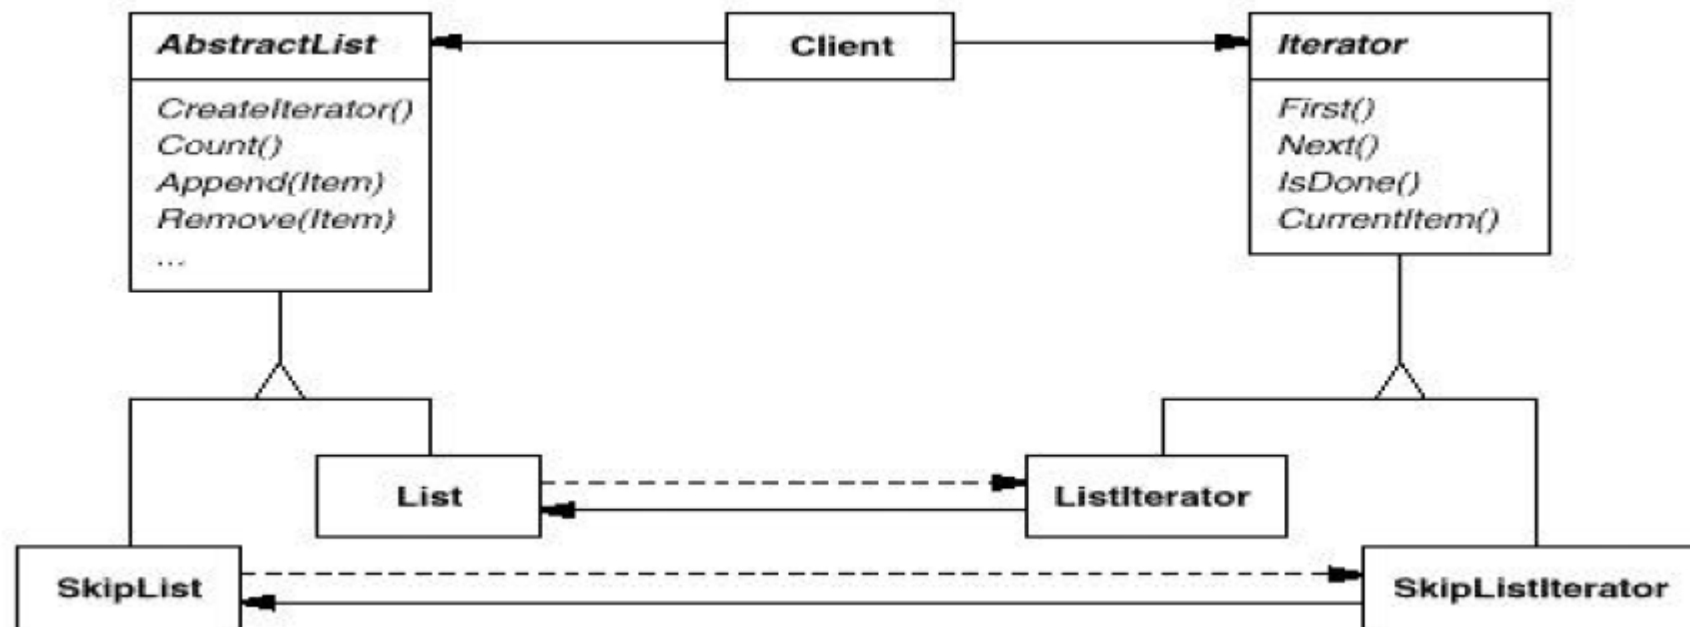 AbstractList
CreateIterator()
Count()
Append(Item)
Remove(Item)
...
Client
Iterator
First()
Next()
IsDone()
CurrentItem()
List
ListIterator
SkipList
SkipListIterator